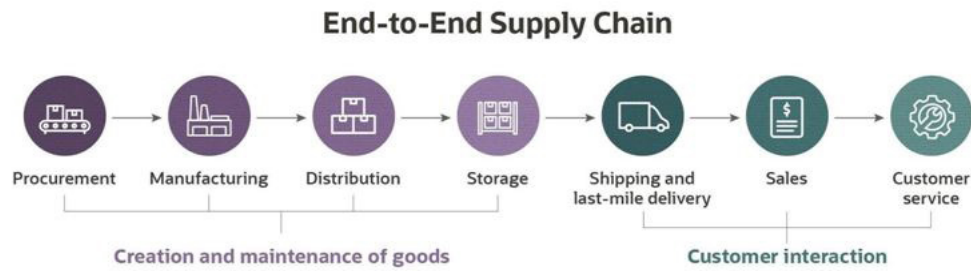 End-to-End Supply Chain
$
Procurement
Manufacturing
Distribution
Storage
Shipping and
last-mile delivery
Sales
Customer
service
Creation and maintenance of goods
Customer interaction